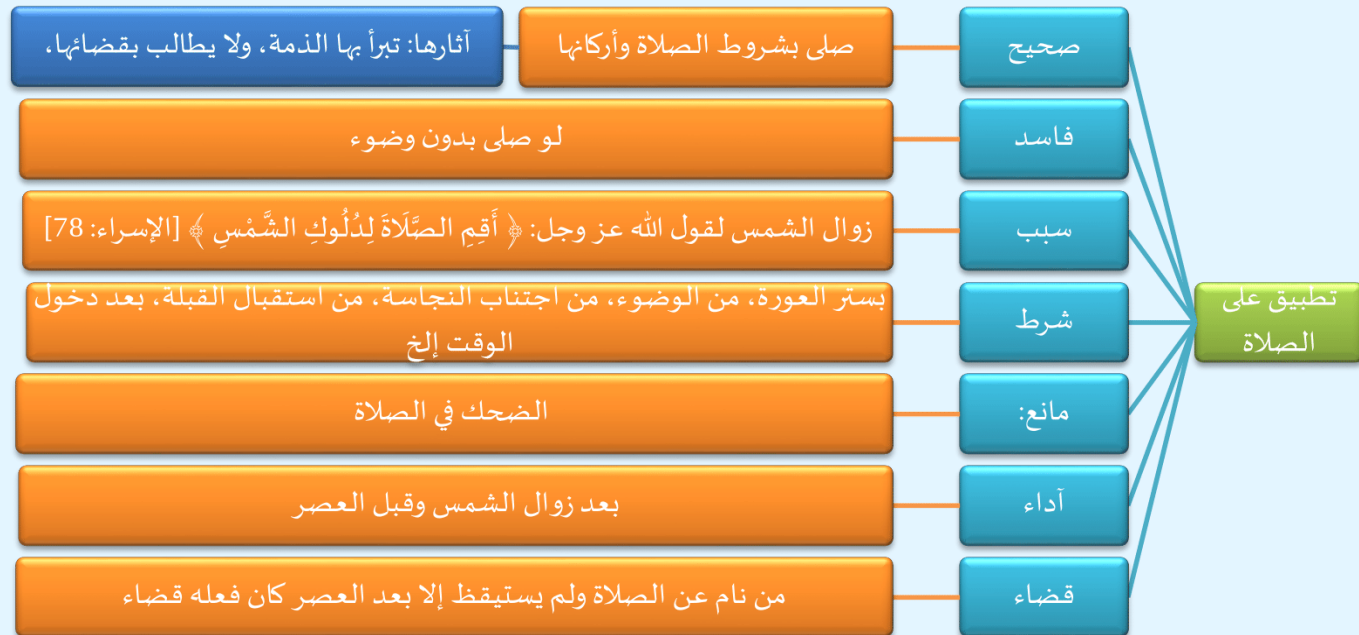 تطبيق على
الصلاة
صحيح
صلى بشروط الصلاة وأركانها
آثارها: تبرأ بها الذمة، ولا يطالب بقضائها،
فاسد
لو صلى بدون وضوء
سبب
زوال الشمس لقول الله عز وجل: ﴿ أَقِمِ الصَّلَاةَ لِدُلُوكِ الشَّمْسِ ﴾ [الإسراء: 78]
شرط
بستر العورة، من الوضوء، من اجتناب النجاسة، من استقبال القبلة، بعد دخول
الوقت إلخ
مانع:
الضحك في الصلاة
آداء
بعد زوال الشمس وقبل العصر
قضاء
من نام عن الصلاة ولم يستيقظ إلا بعد العصر كان فعله قضاء